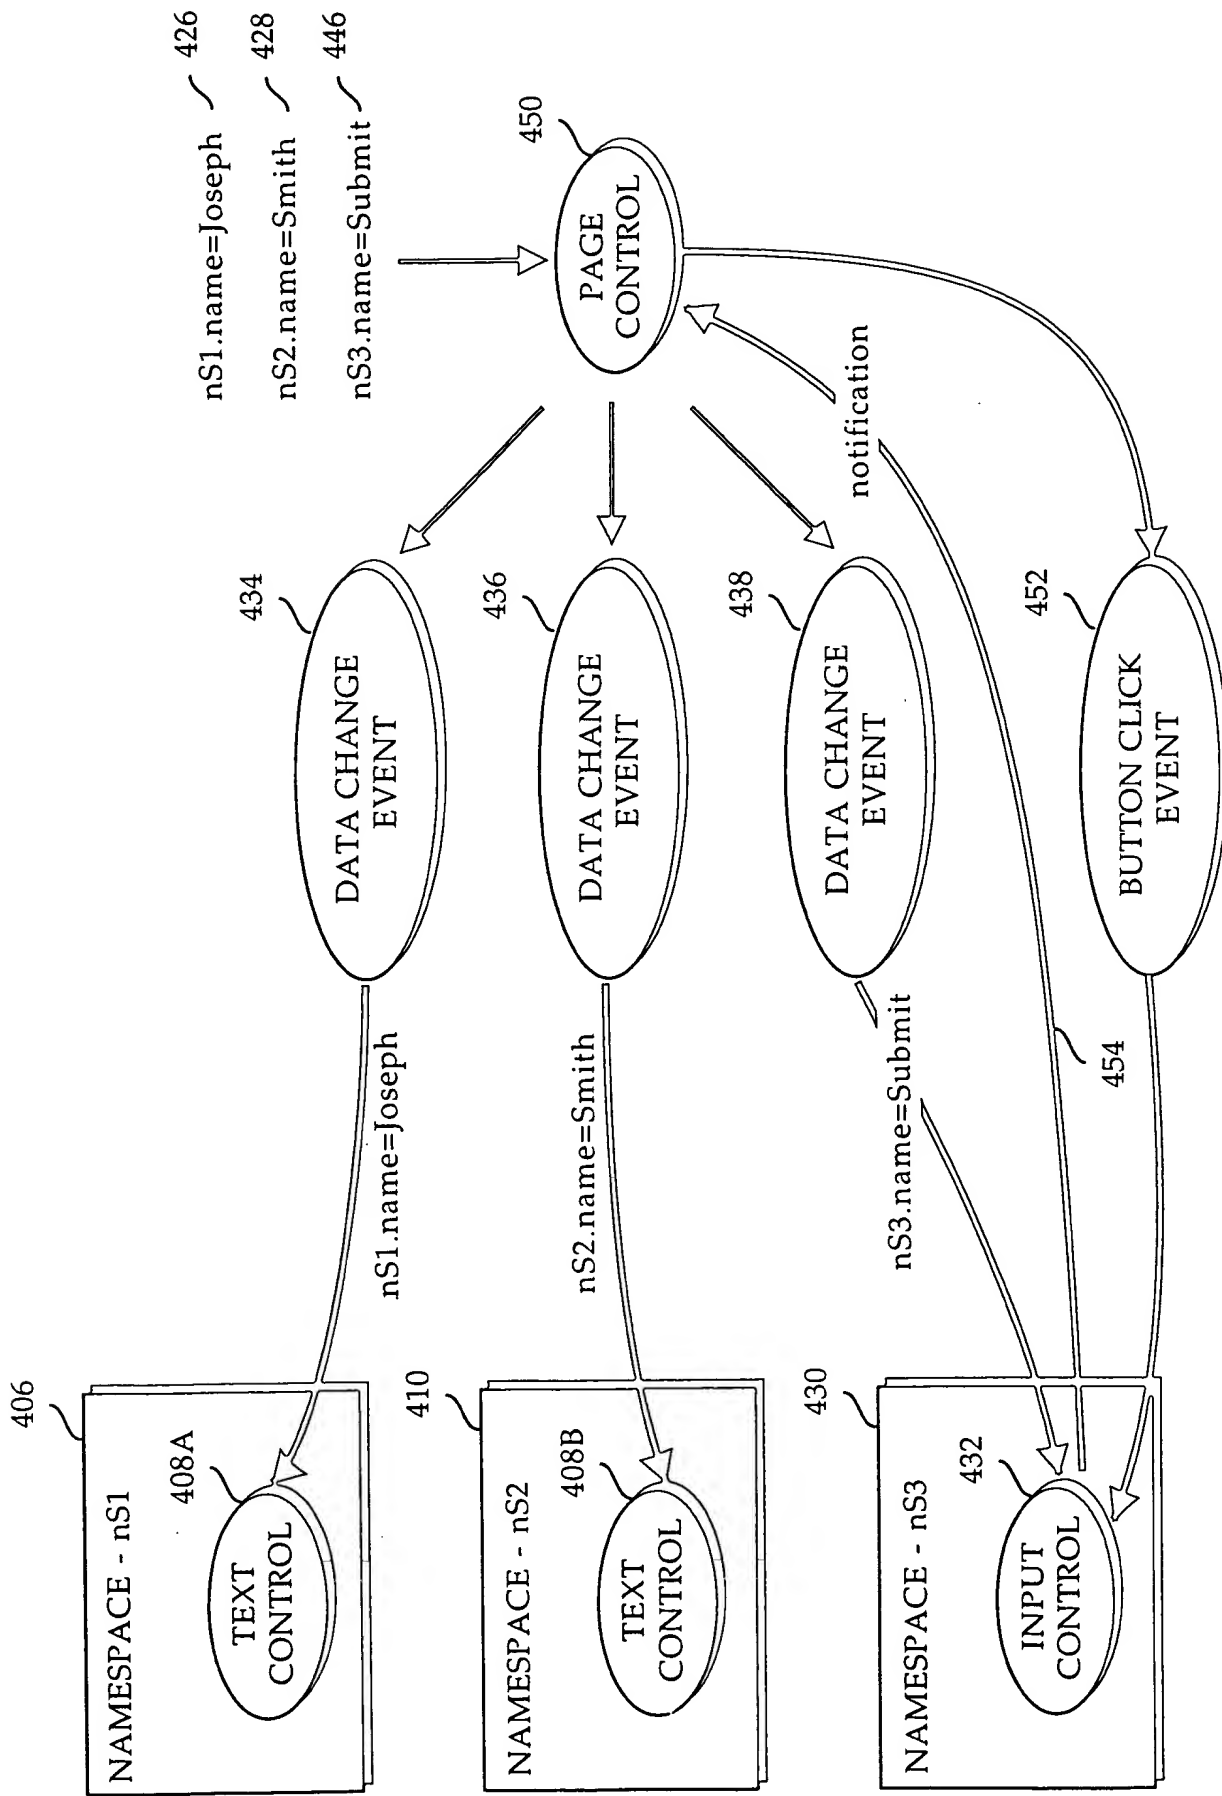 nS1.name=Joseph 426
nS2.name=Smith 428
nS3.name=Submit 446
450
PAGE
CONTROL
notification
434
DATA CHANGE
EVENT
436
DATA CHANGE
EVENT
438
DATA CHANGE
EVENT
452
BUTTON CLICK
EVENT
nS1.name=Joseph
nS2.name=Smith
nS3.name=Submit
454
406
NAMESPACE - nS1
408A
TEXT
CONTROL
410
NAMESPACE - nS2
408B
TEXT
CONTROL
430
NAMESPACE - nS3
432
INPUT
CONTROL